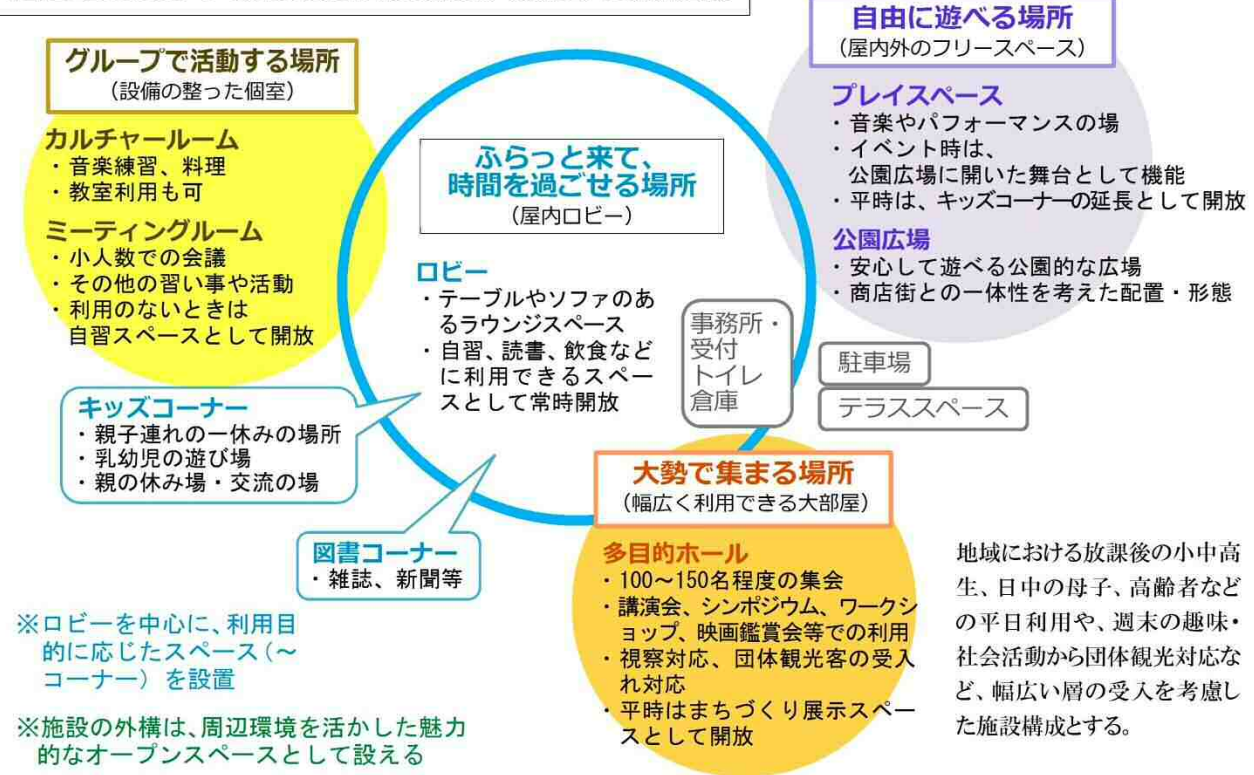 グループで活動する場所
(設備の整った個室)
カルチャールーム
・音楽練習、料理
・教室利用も可
ミーティングルーム
・小人数での会議
・その他の習い事や活動
・利用のないときは
自習スペースとして開放
ふらっと来て、
時間を過ごせる場所
(屋内ロビー)
ロビー
・テーブルやソファのあ
るラウンジスペース
・自習、読書、飲食など
に利用できるスペー
スとして常時開放
自由に遊べる場所
(屋内外のフリースペース)
プレイスペース
・音楽やパフォーマンスの場
・イベント時は、
公園広場に開いた舞台として機能
・平時は、キッズコーナーの延長として開放
公園広場
・安心して遊べる公園的な広場
・商店街との一体性を考えた配置・形態
事務所・
受付
トイレ
倉庫
駐車場
テラススペース
キッズコーナー
・親子連れの一休みの場所
・乳幼児の遊び場
・親の休み場・交流の場
図書コーナー
・雑誌、新聞等
大勢で集まる場所
(幅広く利用できる大部屋)
多目的ホール
・100~150名程度の集会
・講演会、シンポジウム、ワークシ
ョップ、映画鑑賞会等での利用
・視察対応、団体観光客の受入
れ対応
・平時はまちづくり展示スペー
スとして開放
※ロビーを中心に、利用目
的に応じたスペース(~
コーナー)を設置
※施設の外構は、周辺環境を活かした魅力
的なオープンスペースとして設える
地域における放課後の小中高
生、日中の母子、高齢者など
の平日利用や、週末の趣味・
社会活動から団体観光対応な
ど、幅広い層の受入を考慮し
た施設構成とする。